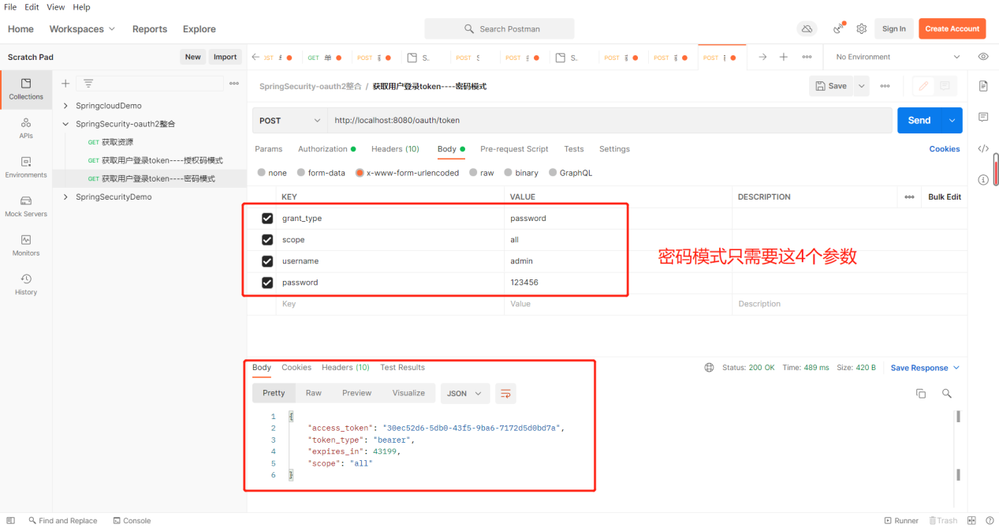 File Edit View Help
Home Workspaces Reports Explore Search Postman Sign In Create Account
Scratch Pad New Import GET POST S.. POST S POST S. POST POST POST No Environment
Collections
APIs
Environments
Mock Servers
Monitors
History
SpringcloudDemo
SpringSecurity-oauth2整合
GET 获取资源
GET 获取用户登录token----授权码模式
GET 获取用户登录token----密码模式
SpringSecurityDemo
SpringSecurity-oauth2整合 / 获取用户登录token----密码模式 Save
POST http://localhost:8080/oauth/token Send
Params Authorization Headers (10) Body Pre-request Script Tests Settings Cookies
none form-data x-www-form-urlencoded raw binary GraphQL
KEY VALUE DESCRIPTION Bulk Edit
grant_type password
scope all
username admin
password 123456
Key Value Description
密码模式只需要这4个参数
Body Cookies Headers (10) Test Results Status: 200 OK Time: 489 ms Size: 420 B Save Response
Pretty Raw Preview Visualize JSON
1 {
2 "access_token": "30ec52d6-5db0-43f5-9ba6-7172d5d0bd7a",
3 "token_type": "bearer",
4 "expires_in": 43199,
5 "scope": "all"
6 }
Find and Replace Console Runner Trash